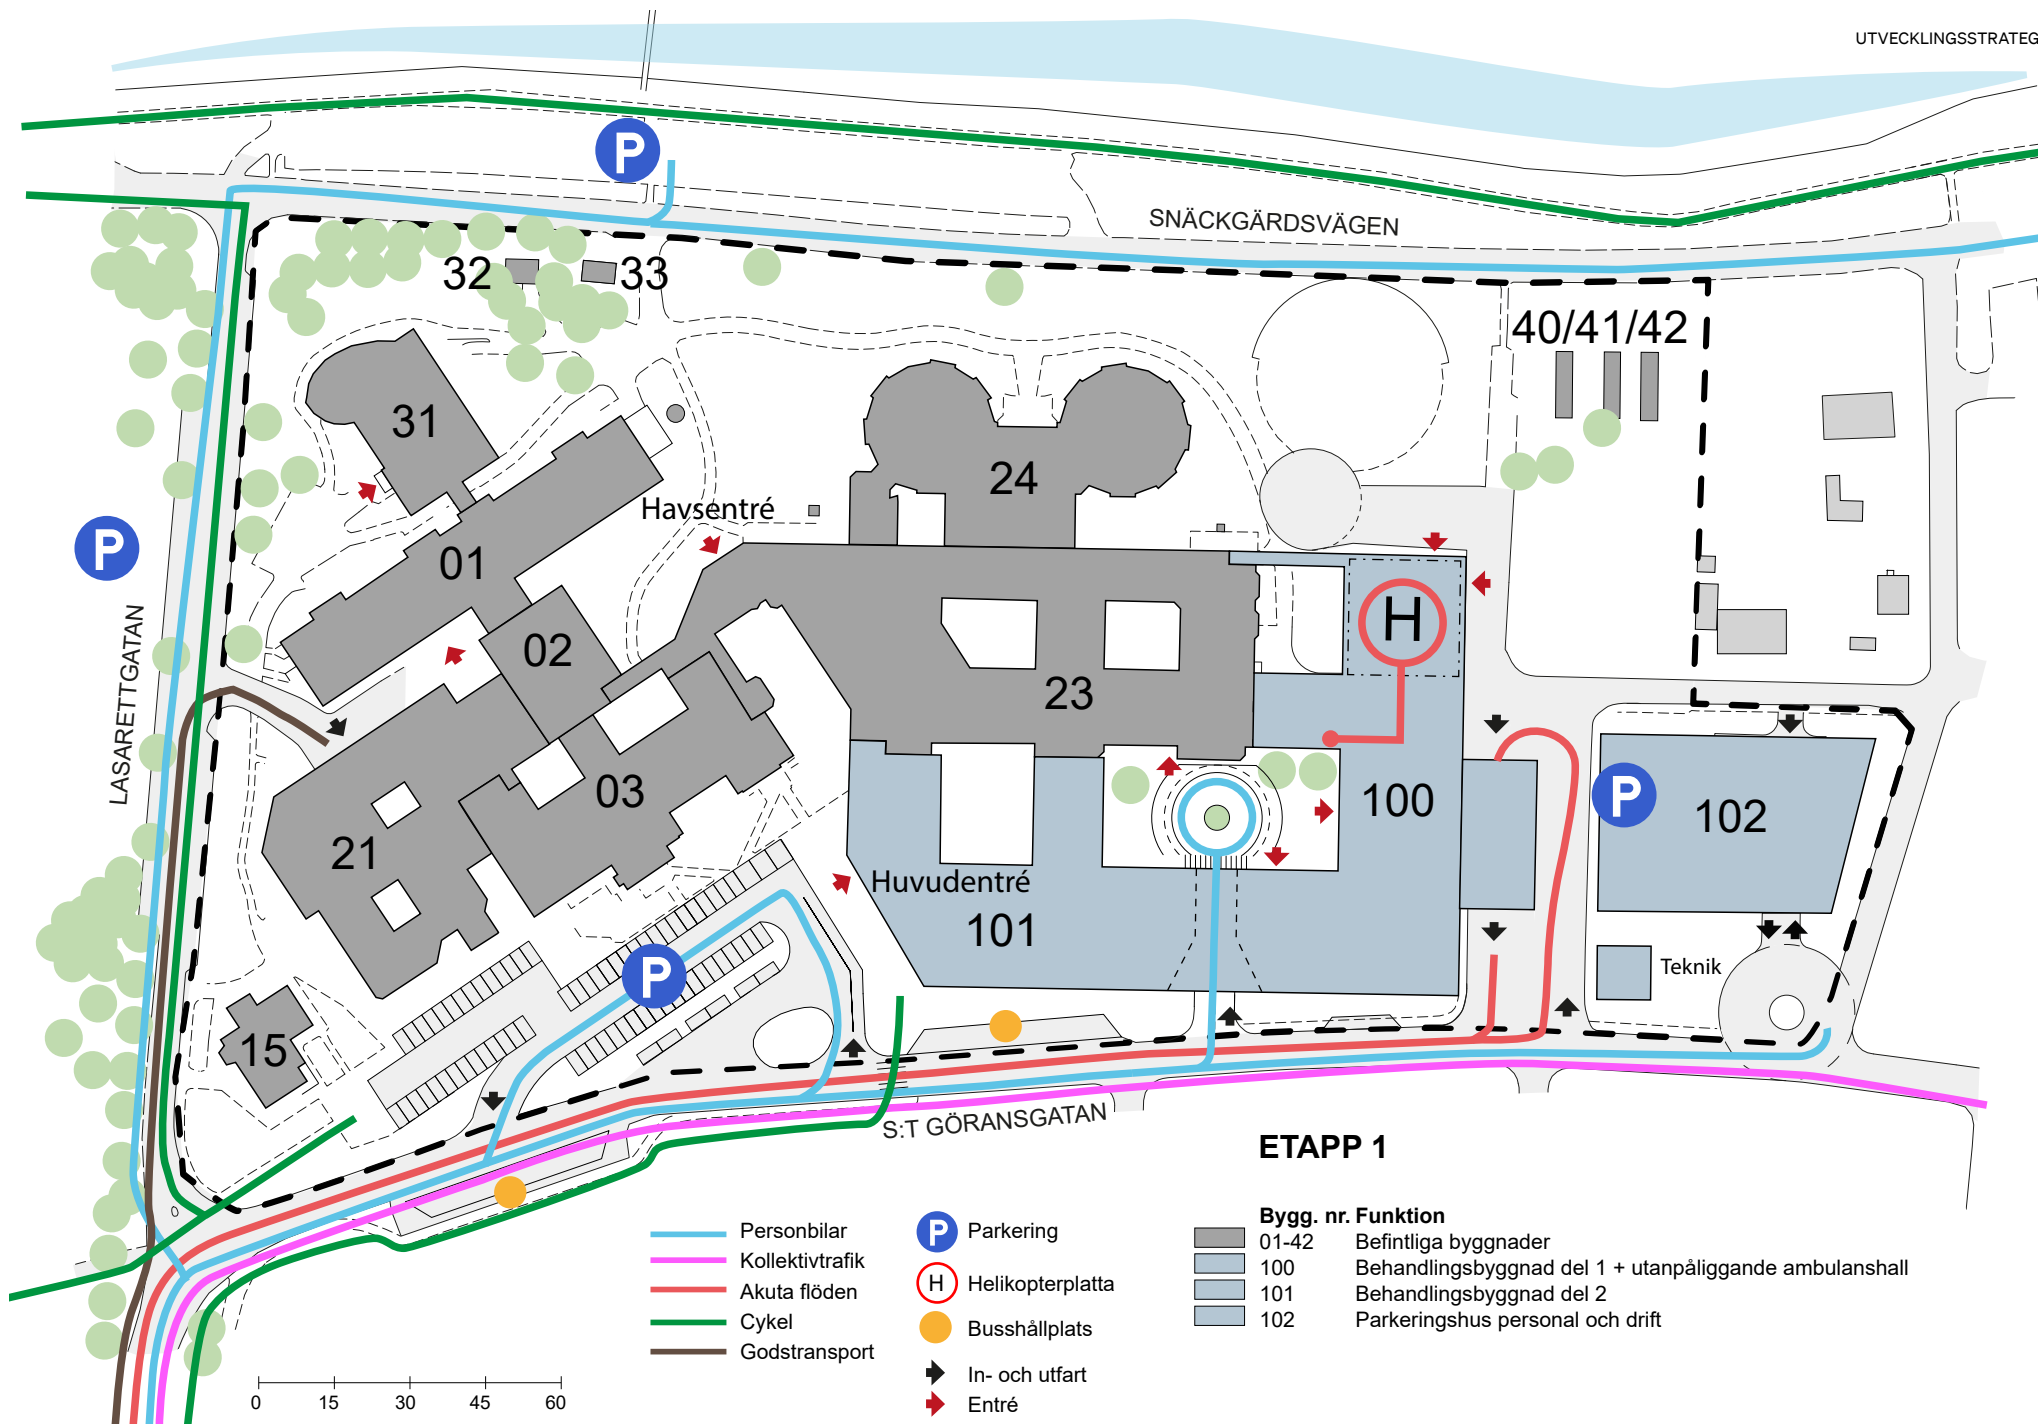 UTVECKLINGSSTRATEG
P
SNÄCKGÄRDSVÄGEN
32
33
40/41/42
31
24
Havsentré
P
01
H
02
LASARETTGATAN
23
03
100
P
102
21
Huvudentré
101
P
Teknik
15
S:T GÖRANSGATAN
ETAPP 1
Personbilar
Kollektivtrafik
Akuta flöden
Cykel
Godstransport
0 15 30 45 60
P Parkering
H Helikopterplatta
Busshållplats
In- och utfart
Entré
Bygg. nr. Funktion
01-42 Befintliga byggnader
100 Behandlingsbyggnad del 1 + utanpåliggande ambulanshall
101 Behandlingsbyggnad del 2
102 Parkeringshus personal och drift